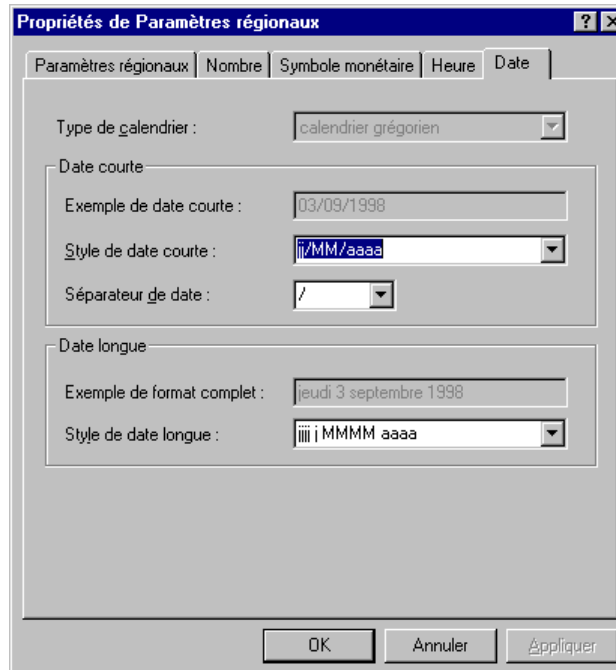 Propriétés de Paramètres régionaux
Paramètres régionaux Nombre Symbole monétaire Heure Date
Type de calendrier : calendrier grégorien
Date courte
Exemple de date courte : 03/09/1998
Style de date courte : jj/MM/aaaa
Séparateur de date : /
Date longue
Exemple de format complet : jeudi 3 septembre 1998
Style de date longue : jjjj j MMMM aaaa
OK Annuler Appliquer